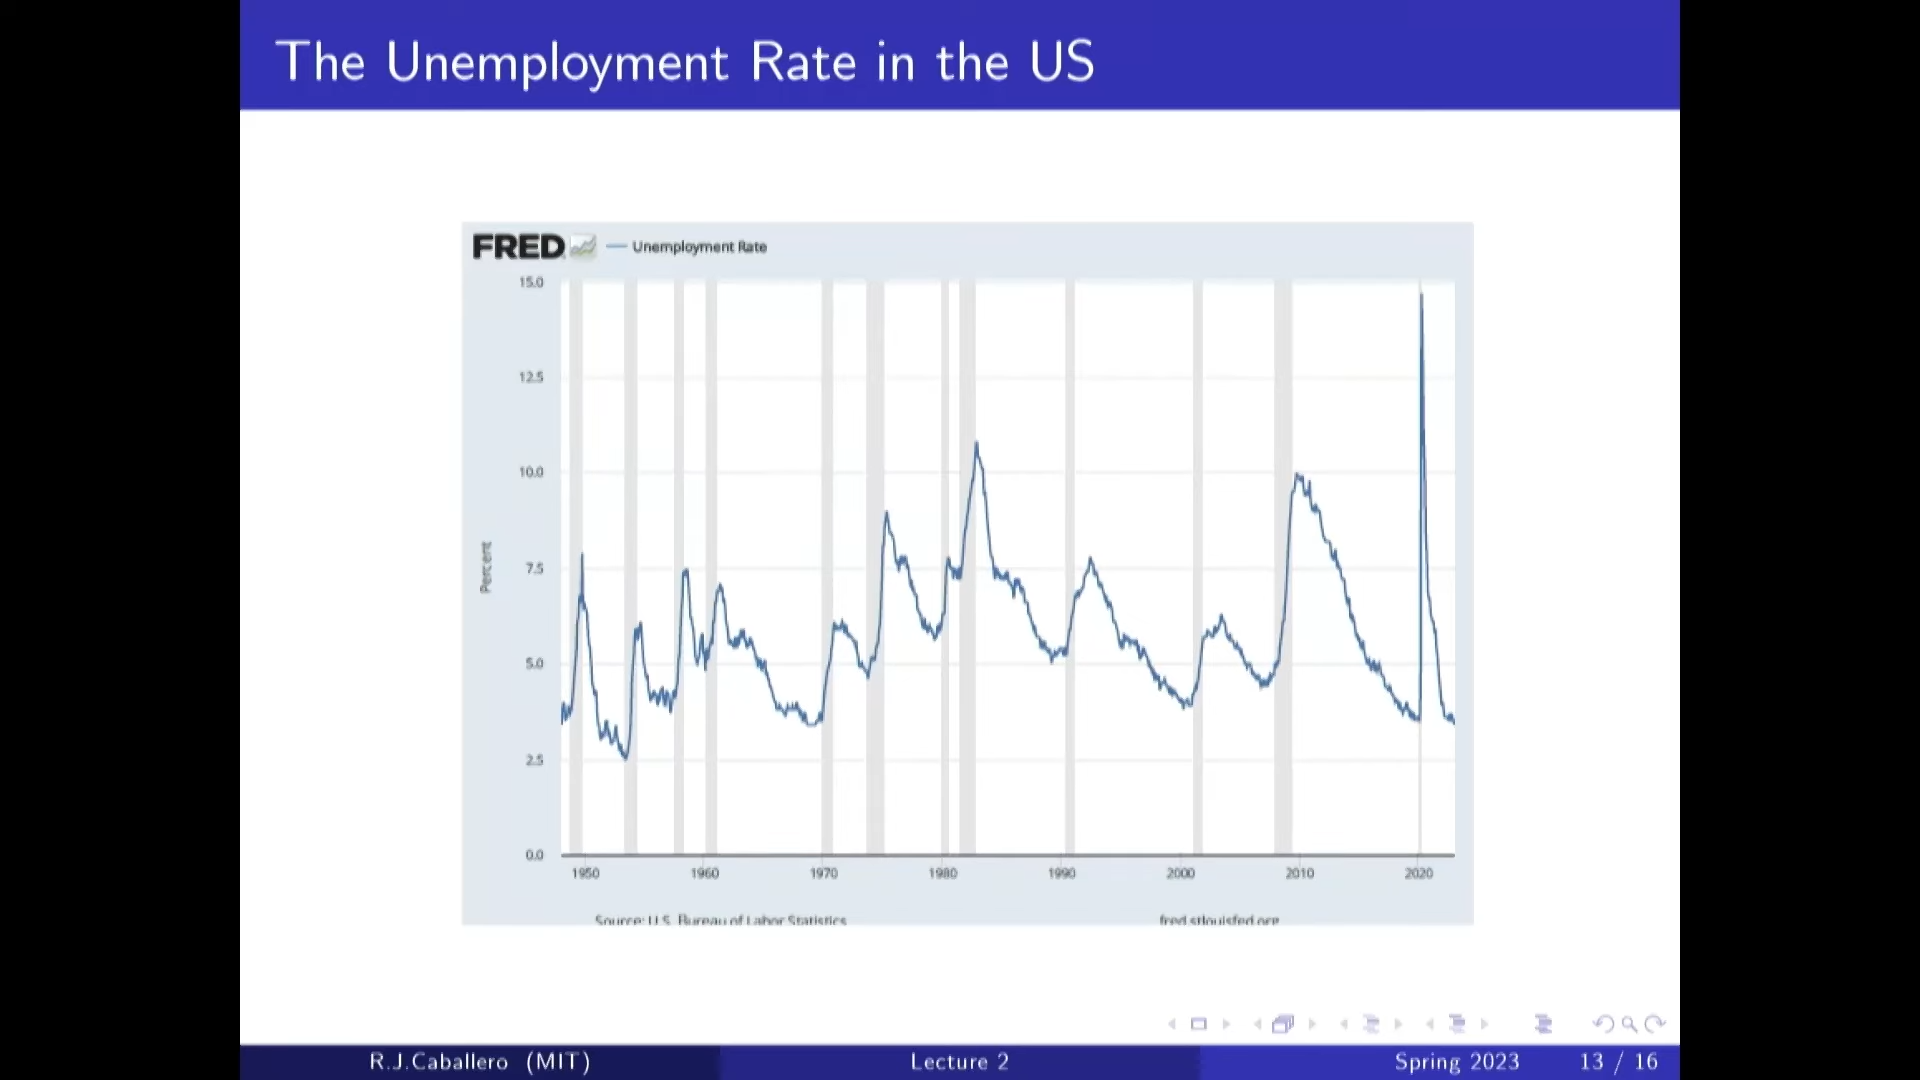 The Unemployment Rate in the US
FRED Unemployment Rate
15.0
12.5
10.0
7.5
5.0
2.5
0.0
Percent
1950 1960 1970 1980 1990 2000 2010 2020
Source: U.S. Bureau of Labor Statistics fred.stlouisfed.org
R.J.Caballero (MIT) Lecture 2 Spring 2023 13 / 16